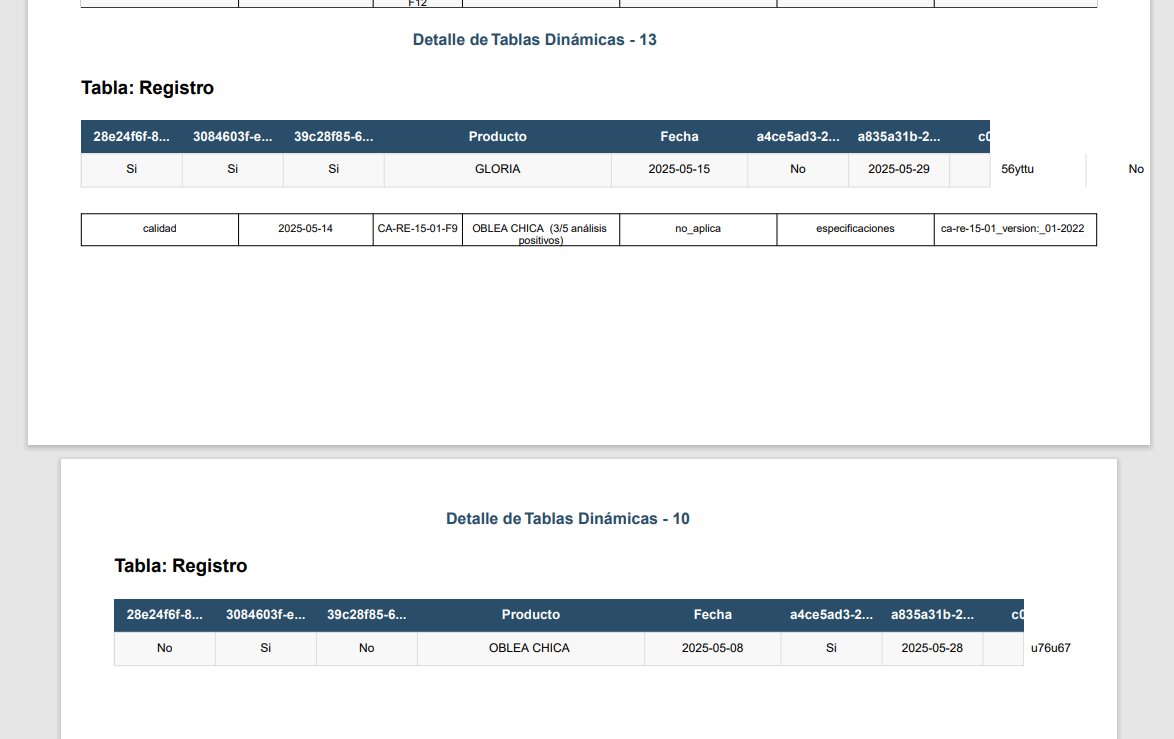 F12
Detalle de Tablas Dinámicas - 13
Tabla: Registro
28e24f6f-8... 3084603f-e... 39c28f85-6... Producto Fecha a4ce5ad3-2... a835a31b-2... c0
Si Si Si GLORIA 2025-05-15 No 2025-05-29 56yttu No
calidad 2025-05-14 CA-RE-15-01-F9 OBLEA CHICA (3/5 análisis positivos) no_aplica especificaciones ca-re-15-01_version:_01-2022
Detalle de Tablas Dinámicas - 10
Tabla: Registro
28e24f6f-8... 3084603f-e... 39c28f85-6... Producto Fecha a4ce5ad3-2... a835a31b-2... c0
No Si No OBLEA CHICA 2025-05-08 Si 2025-05-28 u76u67